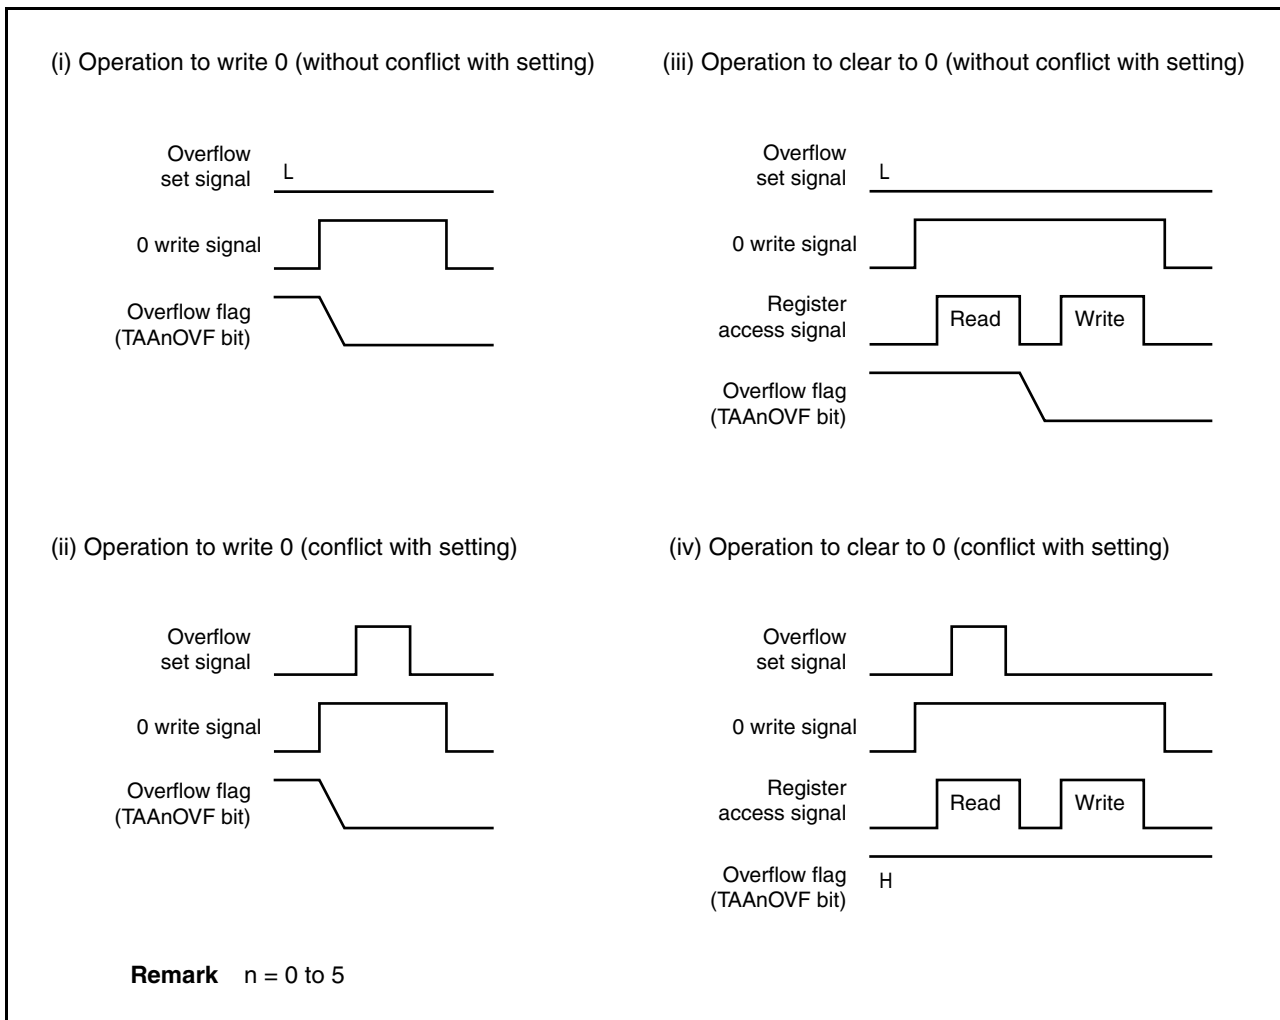 (i) Operation to write 0 (without conflict with setting)
Overflow
set signal
L
0 write signal
Overflow flag
(TAAnOVF bit)
(iii) Operation to clear to 0 (without conflict with setting)
Overflow
set signal
L
0 write signal
Register
access signal
Read
Write
Overflow flag
(TAAnOVF bit)
(ii) Operation to write 0 (conflict with setting)
Overflow
set signal
0 write signal
Overflow flag
(TAAnOVF bit)
(iv) Operation to clear to 0 (conflict with setting)
Overflow
set signal
0 write signal
Register
access signal
Read
Write
Overflow flag
(TAAnOVF bit)
H
Remark n = 0 to 5